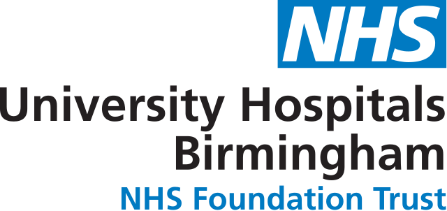 NHS
University Hospitals
Birmingham
NHS Foundation Trust